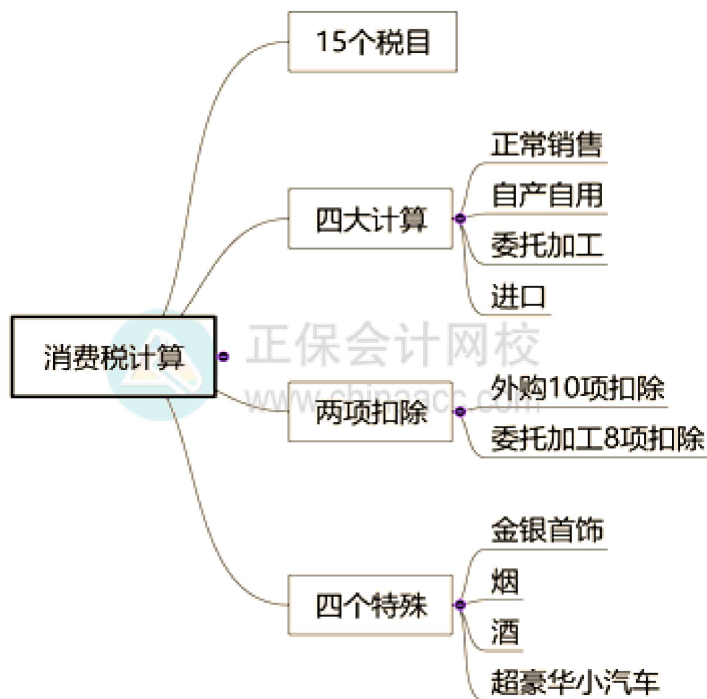 15个税目
四大计算
正常销售
自产自用
委托加工
进口
消费税计算
正保会计网校
www.chinaacc.com
两项扣除
外购10项扣除
委托加工8项扣除
四个特殊
金银首饰
烟
酒
超豪华小汽车